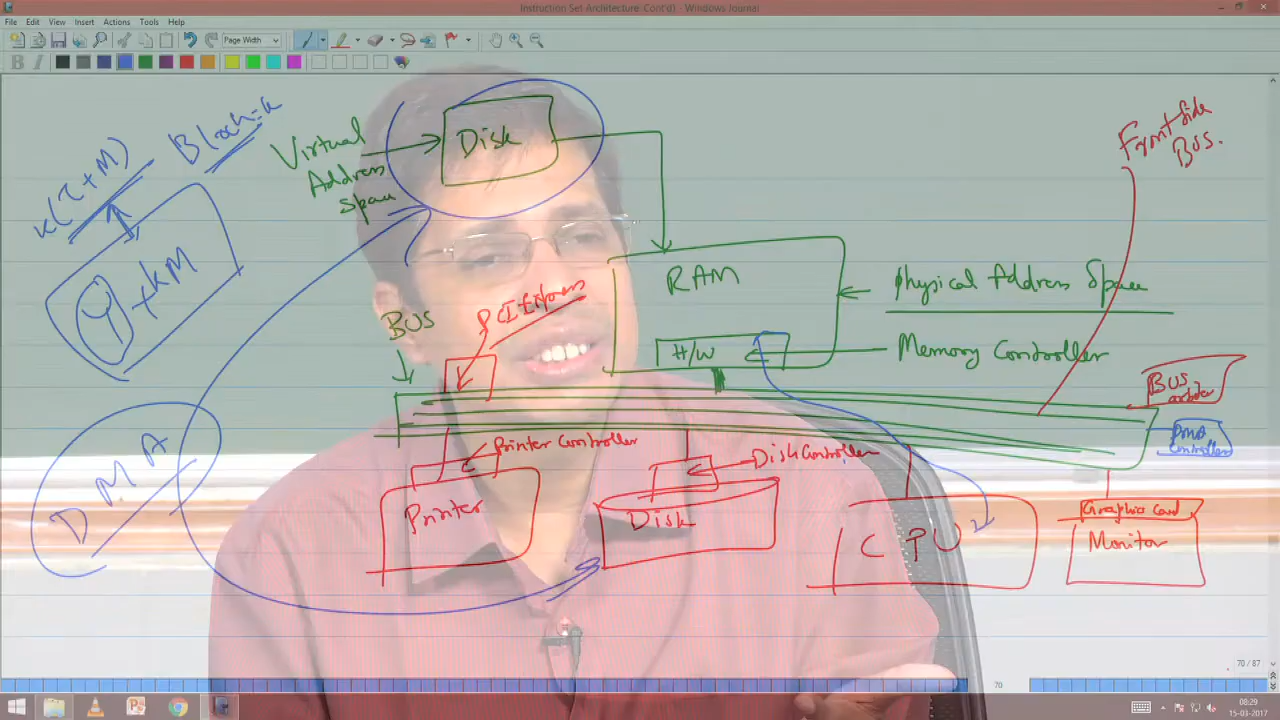 Instruction Set Architecture Cont'd) - Windows Journal
File Edit View Insert Actions Tools Help
Page Width
B I
Front Side
BUS.
Block=k
k(τ+M)
+kM
Virtual
Address
Space
Disk
RAM
Physical Address Space
H/W
Memory Controller
BUS
PCI Express
BUS
Controller
Printer Controller
Disk Controller
DMA
Printer
Disk
CPU
Graphics Card
Monitor
70 / 87
70
08:29
15-03-2017